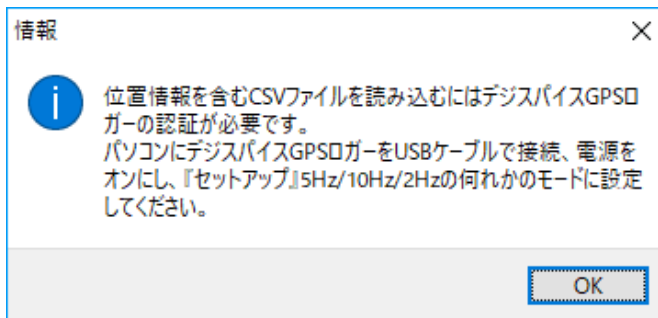 情報
位置情報を含むCSVファイルを読み込むにはデジスパイスGPSロ
ガーの認証が必要です。
パソコンにデジスパイスGPSロガーをUSBケーブルで接続、電源を
オンにし、『セットアップ』5Hz/10Hz/2Hzの何れかのモードに設定
してください。
OK